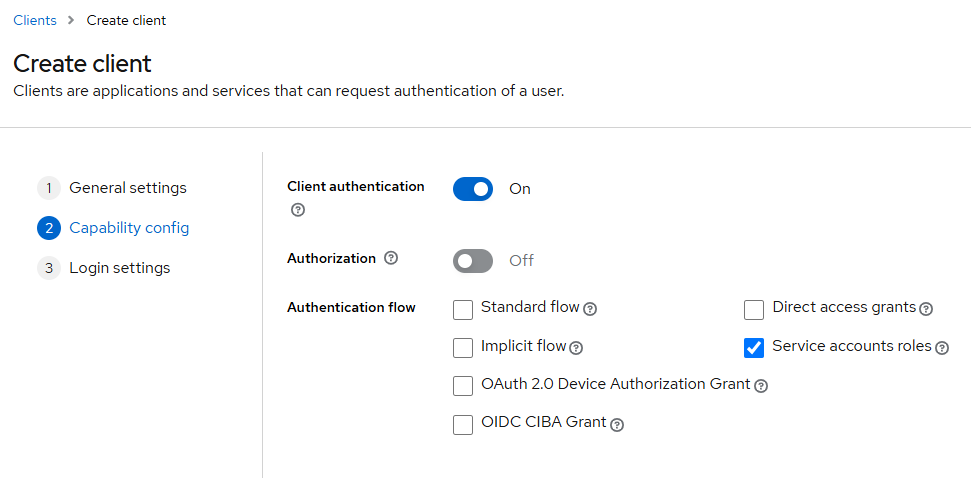 Clients > Create client
Create client
Clients are applications and services that can request authentication of a user.
1 General settings
2 Capability config
3 Login settings
Client authentication
On
Authorization
Off
Authentication flow
Standard flow
Direct access grants
Implicit flow
Service accounts roles
OAuth 2.0 Device Authorization Grant
OIDC CIBA Grant